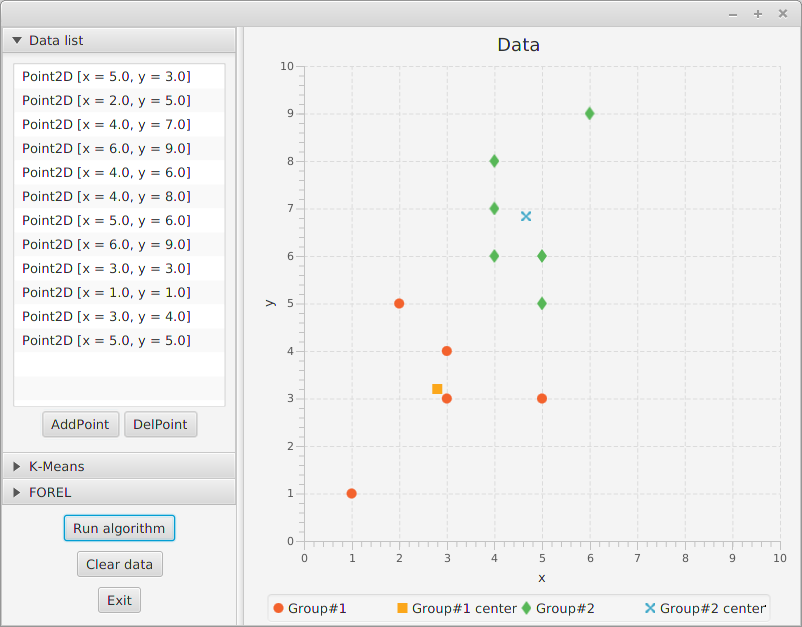 Data list
Point2D [x = 5.0, y = 3.0]
Point2D [x = 2.0, y = 5.0]
Point2D [x = 4.0, y = 7.0]
Point2D [x = 6.0, y = 9.0]
Point2D [x = 4.0, y = 6.0]
Point2D [x = 4.0, y = 8.0]
Point2D [x = 5.0, y = 6.0]
Point2D [x = 6.0, y = 9.0]
Point2D [x = 3.0, y = 3.0]
Point2D [x = 1.0, y = 1.0]
Point2D [x = 3.0, y = 4.0]
Point2D [x = 5.0, y = 5.0]
AddPoint DelPoint
K-Means
FOREL
Run algorithm
Clear data
Exit
Data
10
9
8
7
6
5
4
3
2
1
0
y
0 1 2 3 4 5 6 7 8 9 10
x
Group#1 Group#1 center Group#2 Group#2 center